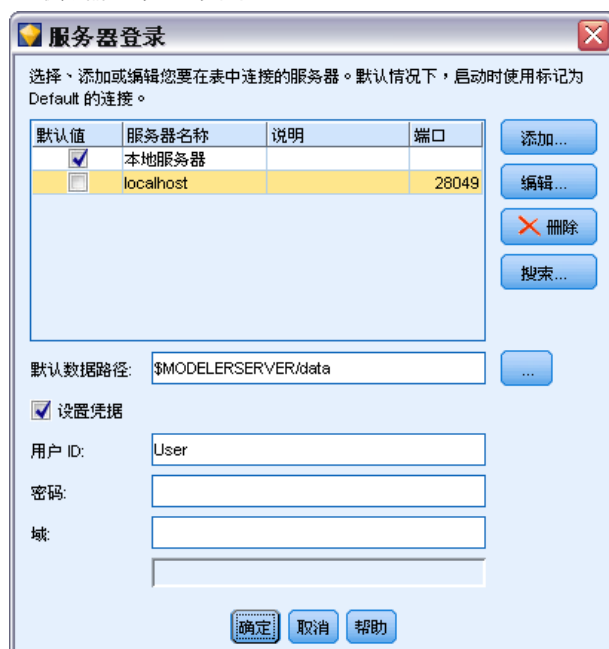 服务器登录
选择、添加或编辑您要在表中连接的服务器。默认情况下，启动时使用标记为
Default 的连接。
默认值 服务器名称 说明 端口
本地服务器
localhost 28049
添加...
编辑...
删除
搜索...
默认数据路径: $MODELERSERVER/data ...
设置凭据
用户 ID: User
密码:
域:
确定 取消 帮助